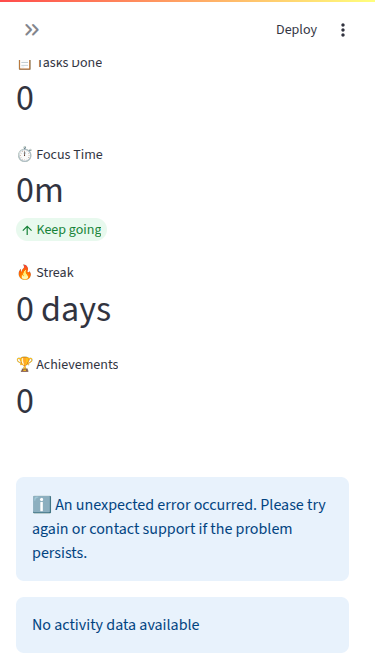 Deploy
Tasks Done
0
Focus Time
0m
Keep going
Streak
0 days
Achievements
0
An unexpected error occurred. Please try
again or contact support if the problem
persists.
No activity data available